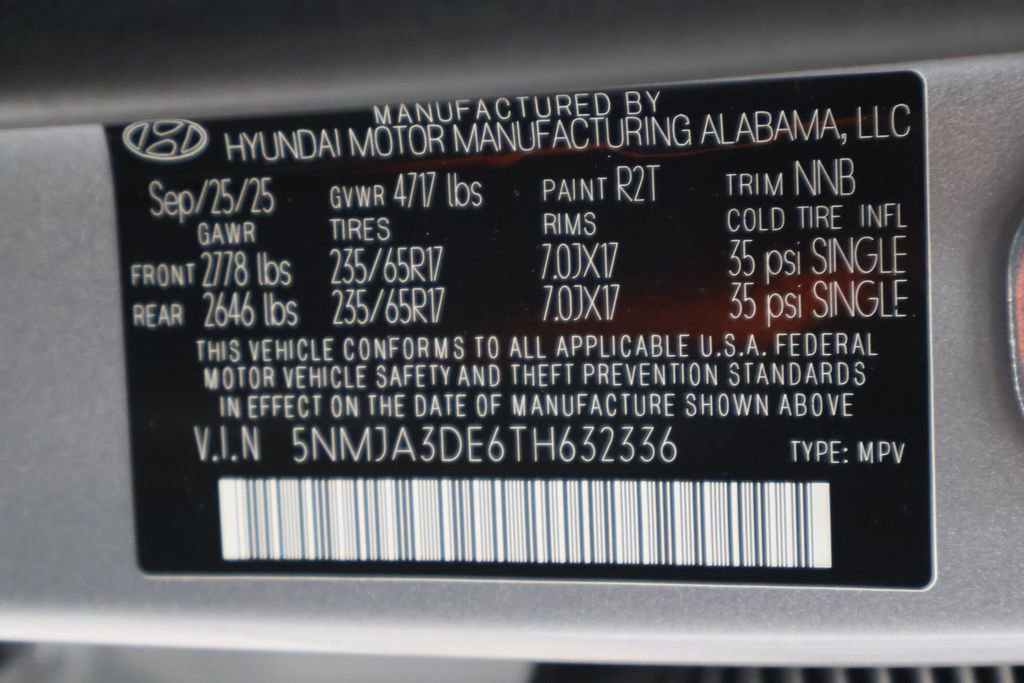 MANUFACTURED BY
HYUNDAI MOTOR MANUFACTURING ALABAMA, LLC
Sep/25/25 GVWR 4717 lbs PAINT R2T TRIM NNB
GAWR TIRES RIMS COLD TIRE INFL
FRONT 2778 lbs 235/65R17 7.0JX17 35 psi SINGLE
REAR 2646 lbs 235/65R17 7.0JX17 35 psi SINGLE
THIS VEHICLE CONFORMS TO ALL APPLICABLE U.S.A. FEDERAL
MOTOR VEHICLE SAFETY AND THEFT PREVENTION STANDARDS
IN EFFECT ON THE DATE OF MANUFACTURE SHOWN ABOVE
V.I.N 5NMJA3DE6TH632336 TYPE: MPV